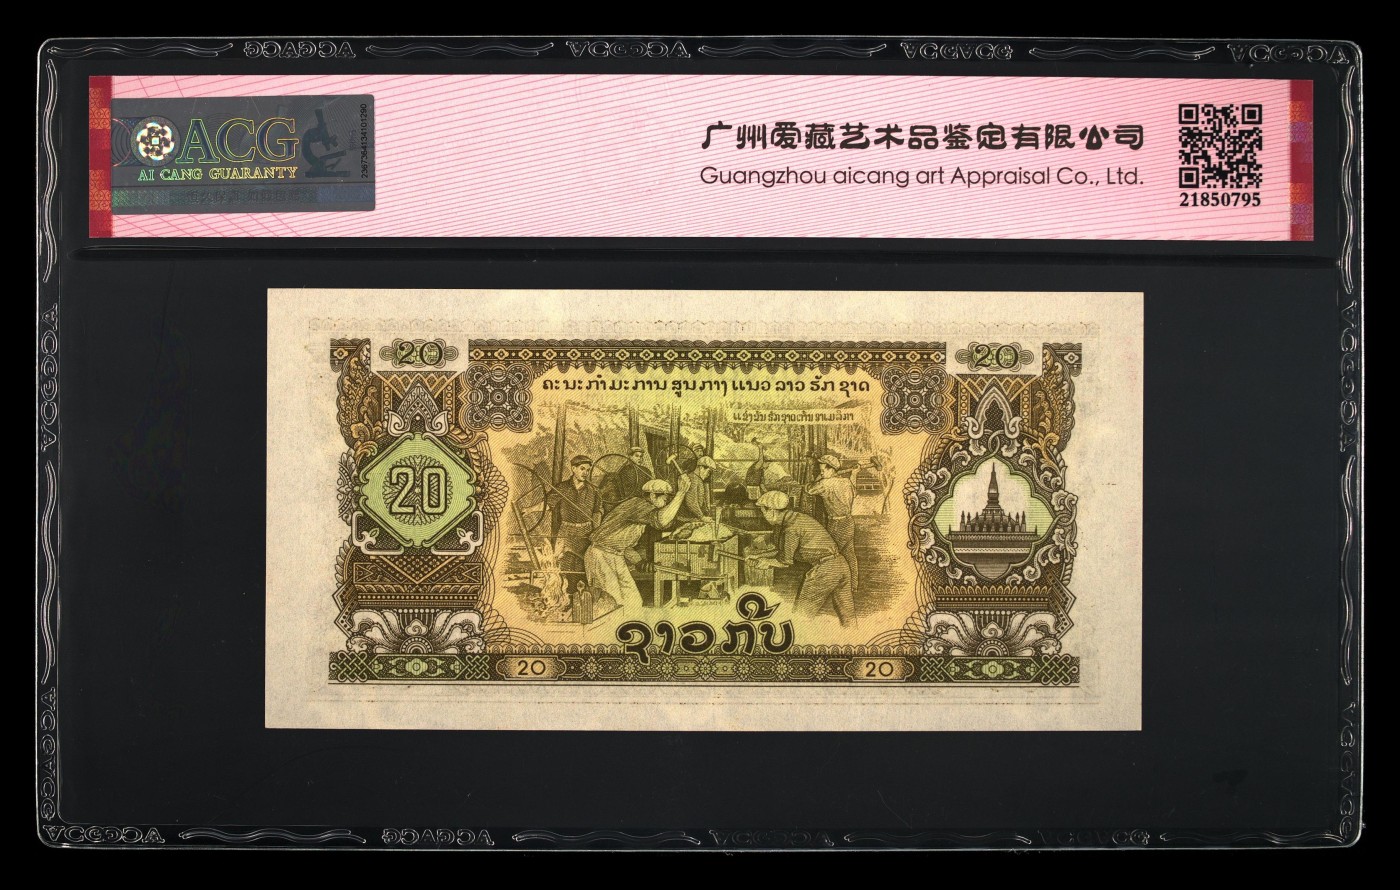 ACG
AI CANG GUARANTY
广州爱藏艺术品鉴定有限公司
Guangzhou aicang art Appraisal Co., Ltd.
21850795
20
20
ຄະນະກຳມະການ ສູນກາງ ແນວ ລາວ ຮັກ ຊາດ
20
ຊາວກີບ
20
20